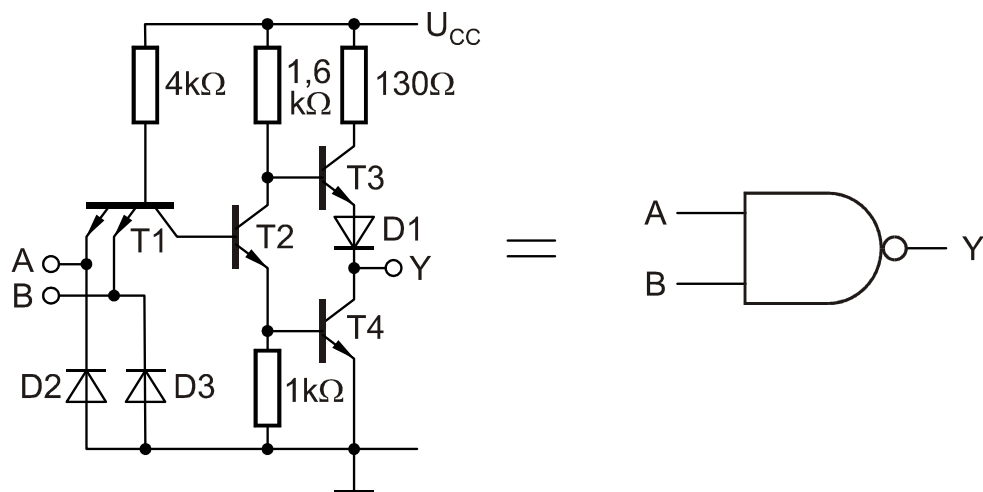 U_CC
4kΩ
1,6
kΩ
130Ω
T3
T1
T2
D1
A
B
Y
T4
D2
D3
1kΩ
=
A
B
Y